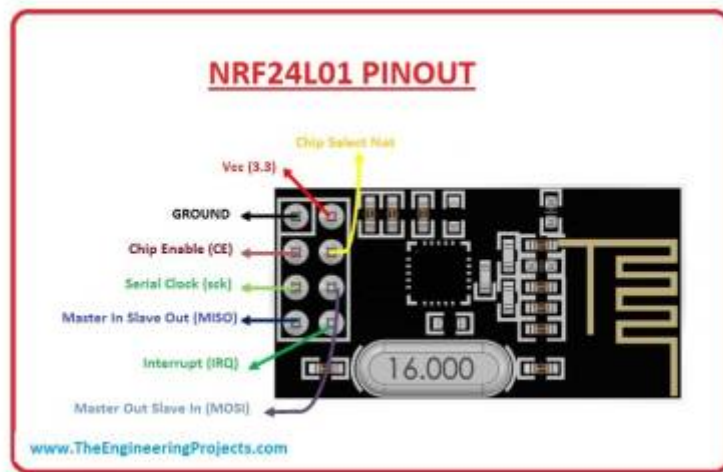 NRF24L01 PINOUT
Chip Select Not
Vcc (3.3)
GROUND
Chip Enable (CE)
Serial Clock (sck)
Master In Slave Out (MISO)
Interrupt (IRQ)
16.000
Master Out Slave In (MOSI)
www.TheEngineeringProjects.com